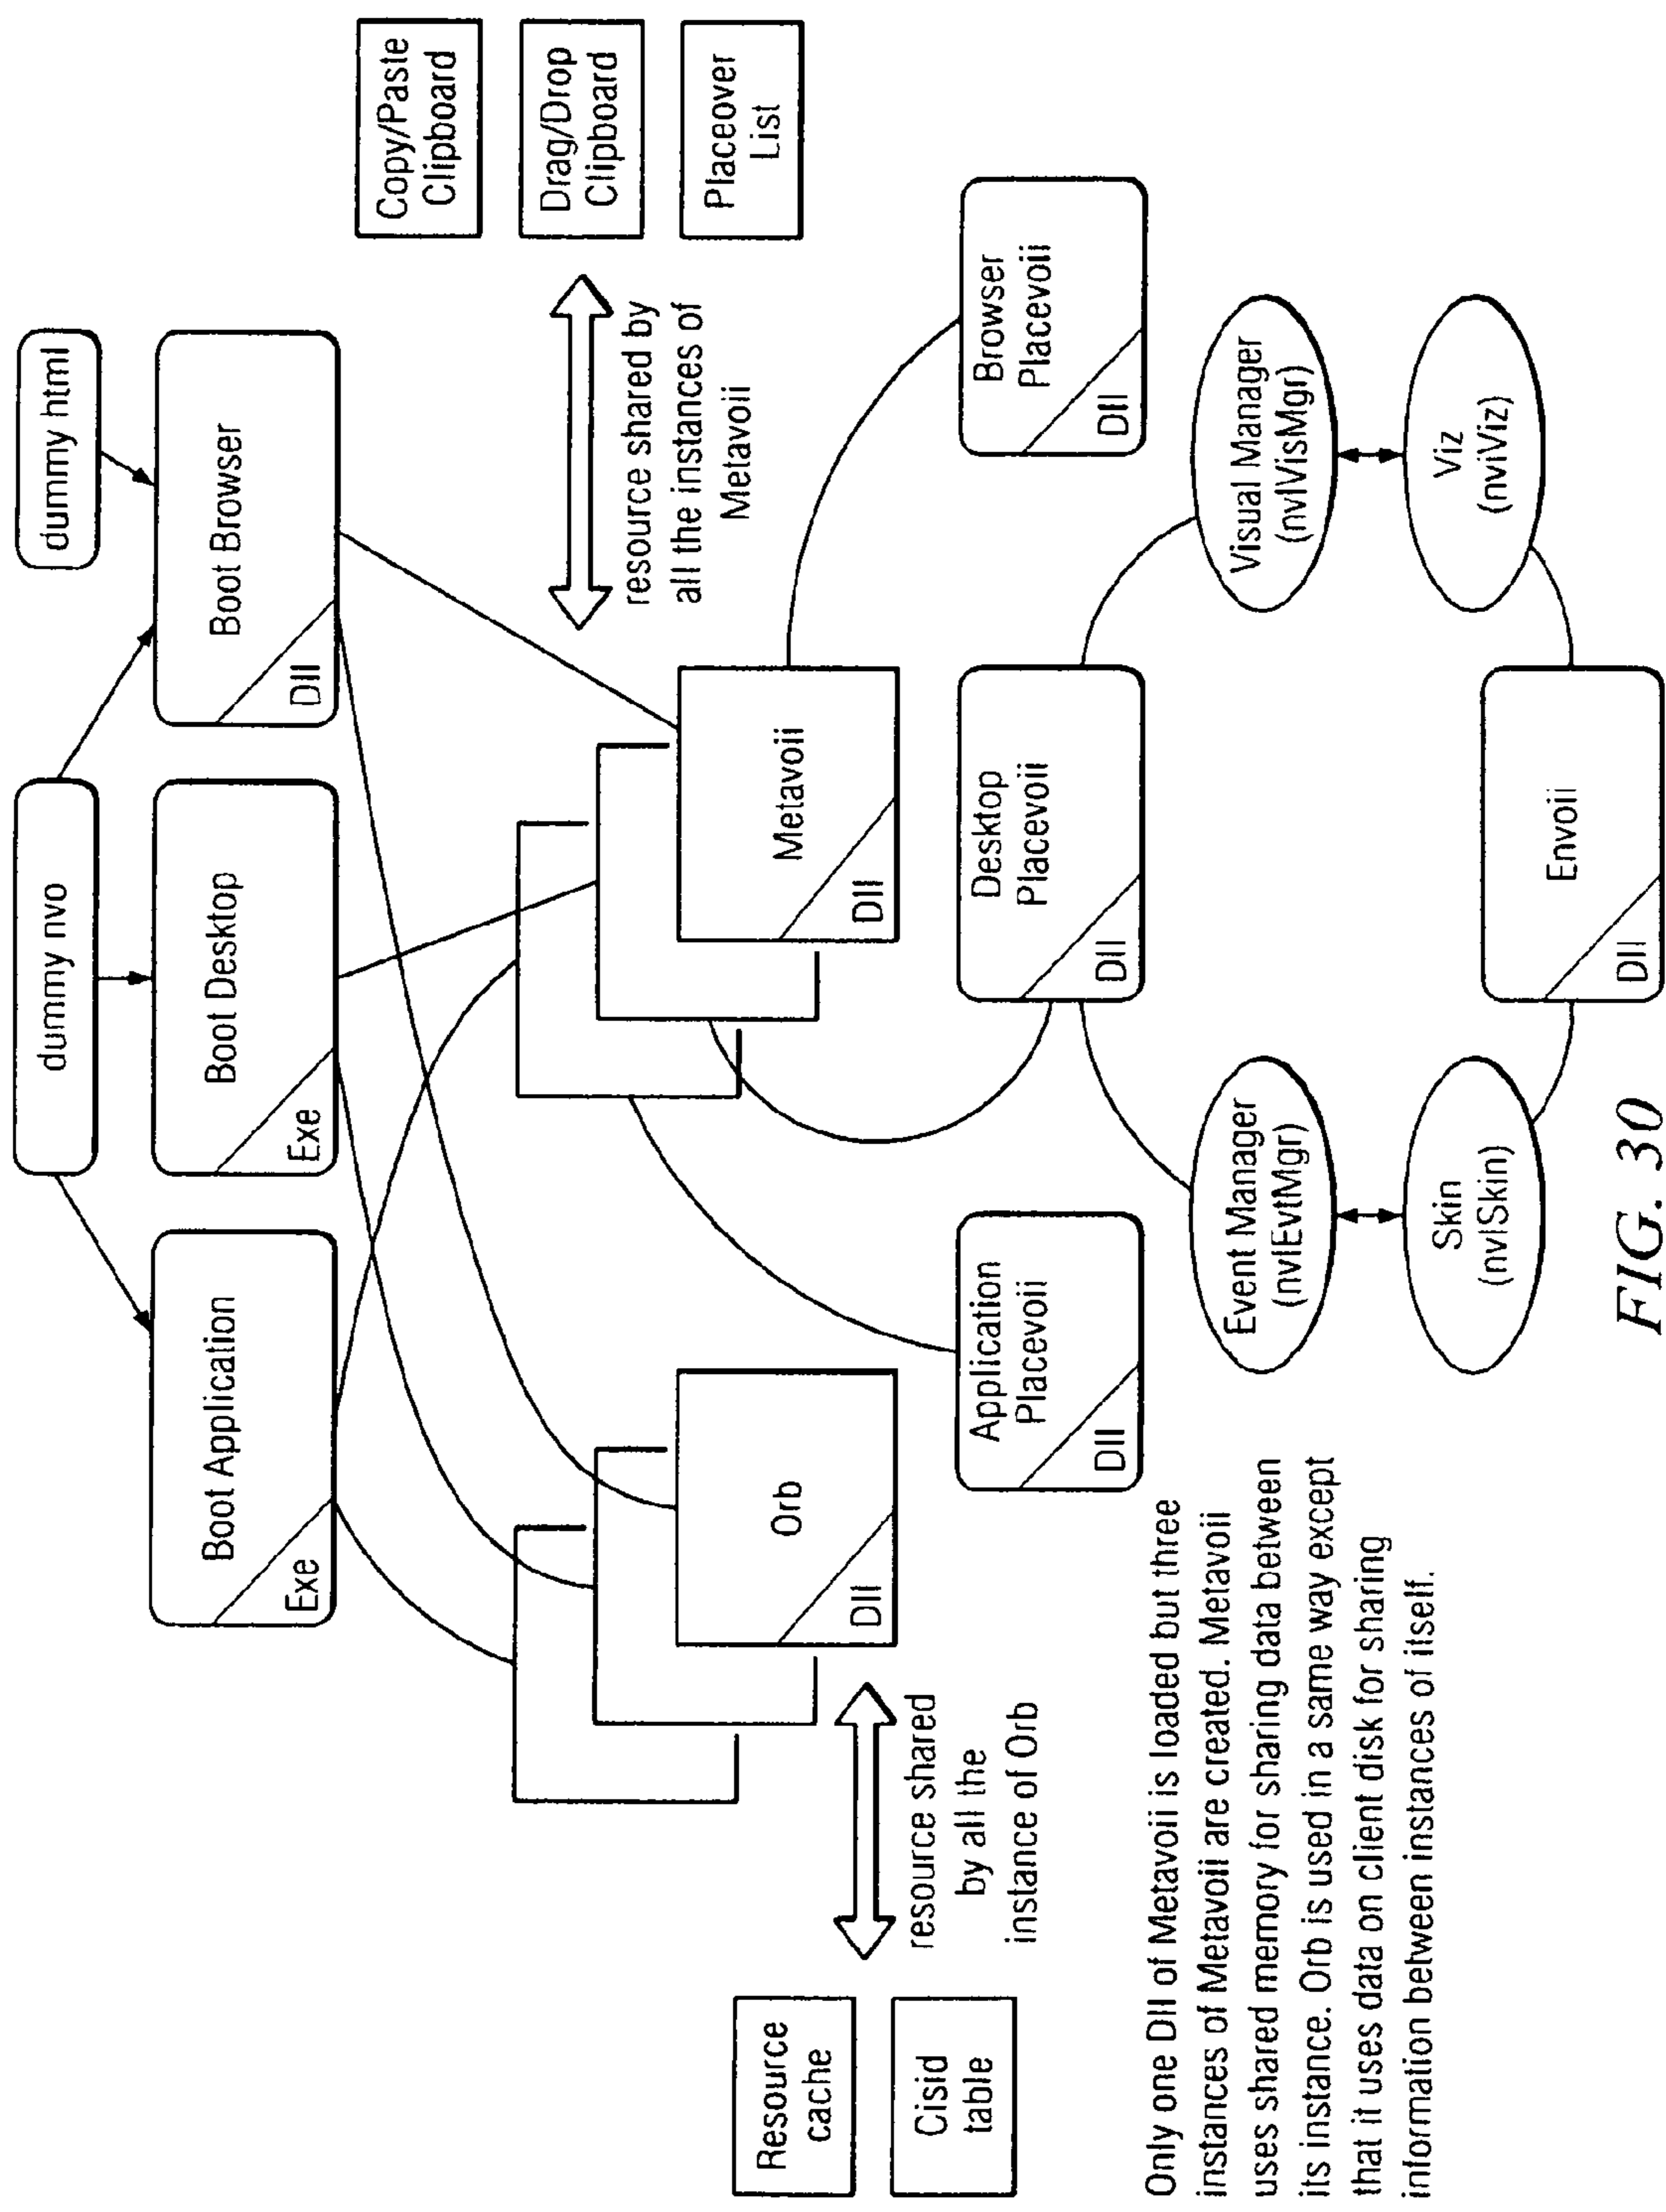 dummy nvo
dummy html
Boot Application
Exe
Boot Desktop
Exe
Boot Browser
Dll
Copy/Paste
Clipboard
Drag/Drop
Clipboard
Placeover
List
resource shared by
all the instances of
Metavoii
Metavoii
Dll
Orb
Dll
Resource
cache
Cisid
table
resource shared
by all the
instance of Orb
Application
Placevoii
Dll
Desktop
Placevoii
Dll
Browser
Placevoii
Dll
Event Manager
(nvlEvtMgr)
Visual Manager
(nvlVisMgr)
Skin
(nvlSkin)
Viz
(nviViz)
Envoii
Dll
Only one Dll of Metavoii is loaded but three
instances of Metavoii are created. Metavoii
uses shared memory for sharing data between
its instance. Orb is used in a same way except
that it uses data on client disk for sharing
information between instances of itself.
FIG. 30